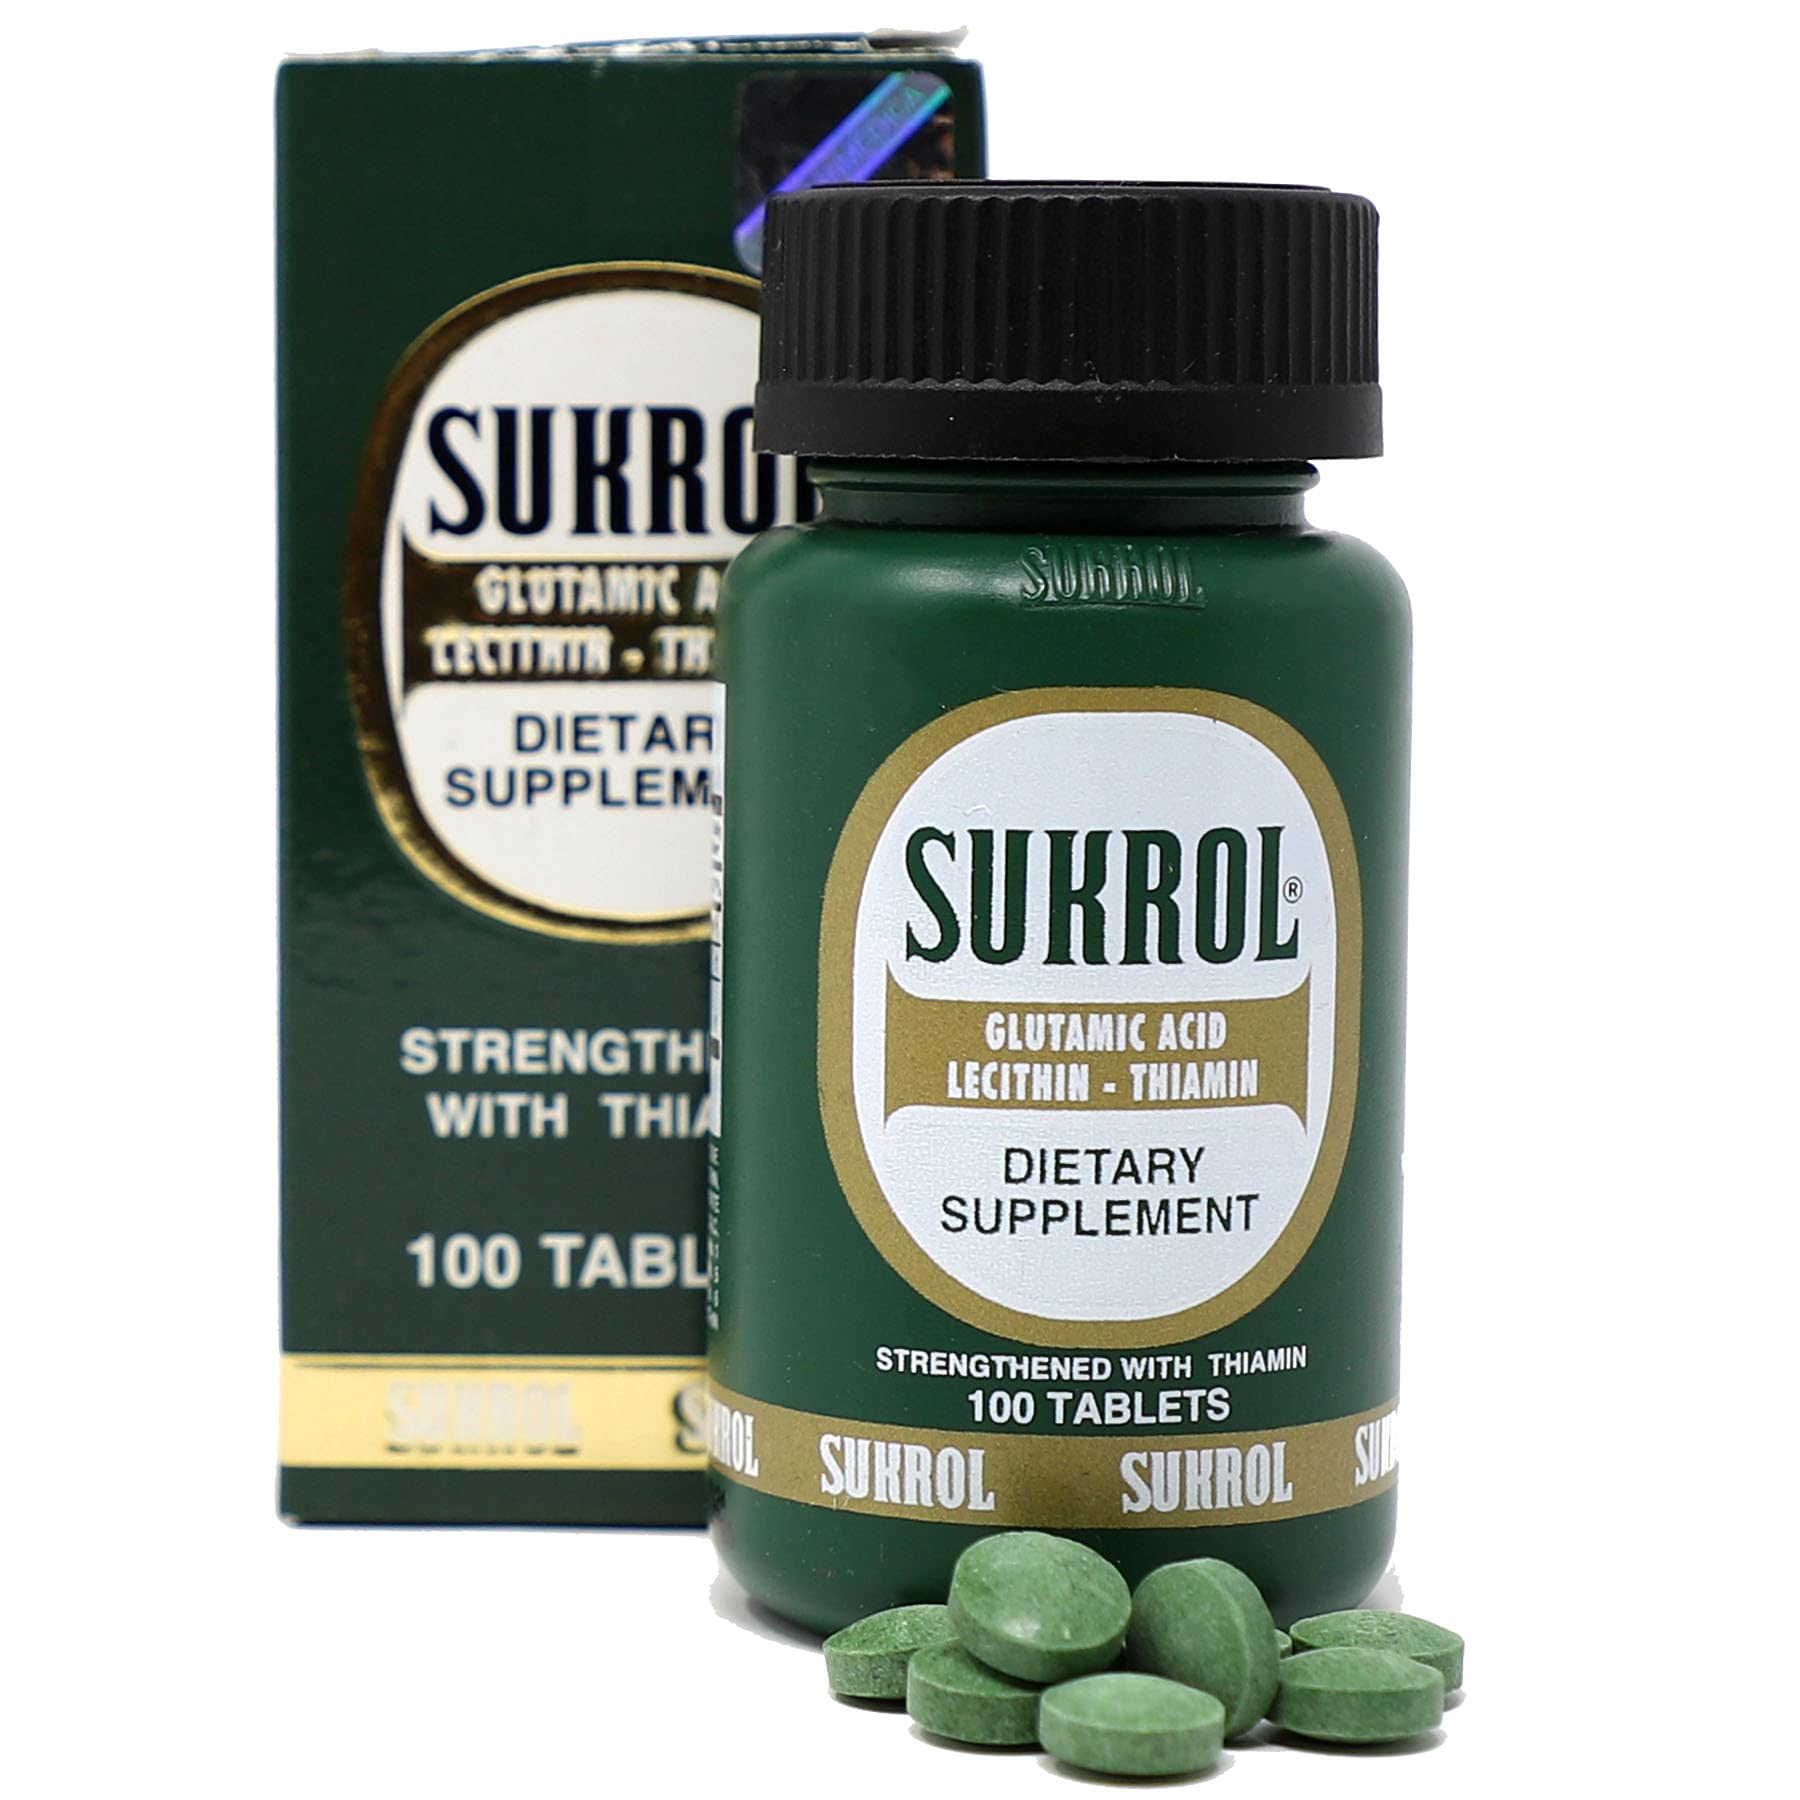 SUKROL
GLUTAMIC A
LECITHIN - TH
DIETAR
SUPPLEM
STRENGTH
WITH THIA
100 TABL
SUKROL S
SUKROL
SUKROL®
GLUTAMIC ACID
LECITHIN - THIAMIN
DIETARY
SUPPLEMENT
STRENGTHENED WITH THIAMIN
100 TABLETS
SUKROL SUKROL